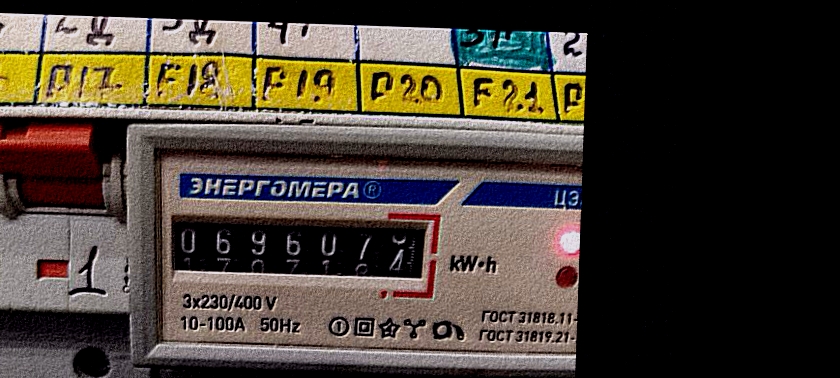 F17 F18 F19 F20 F21
ЭНЕРГОМЕРА®
ЦЭ
069607
kW•h
1
3x230/400 V
10-100A 50Hz
ГОСТ 31818.11-
ГОСТ 31819.21-